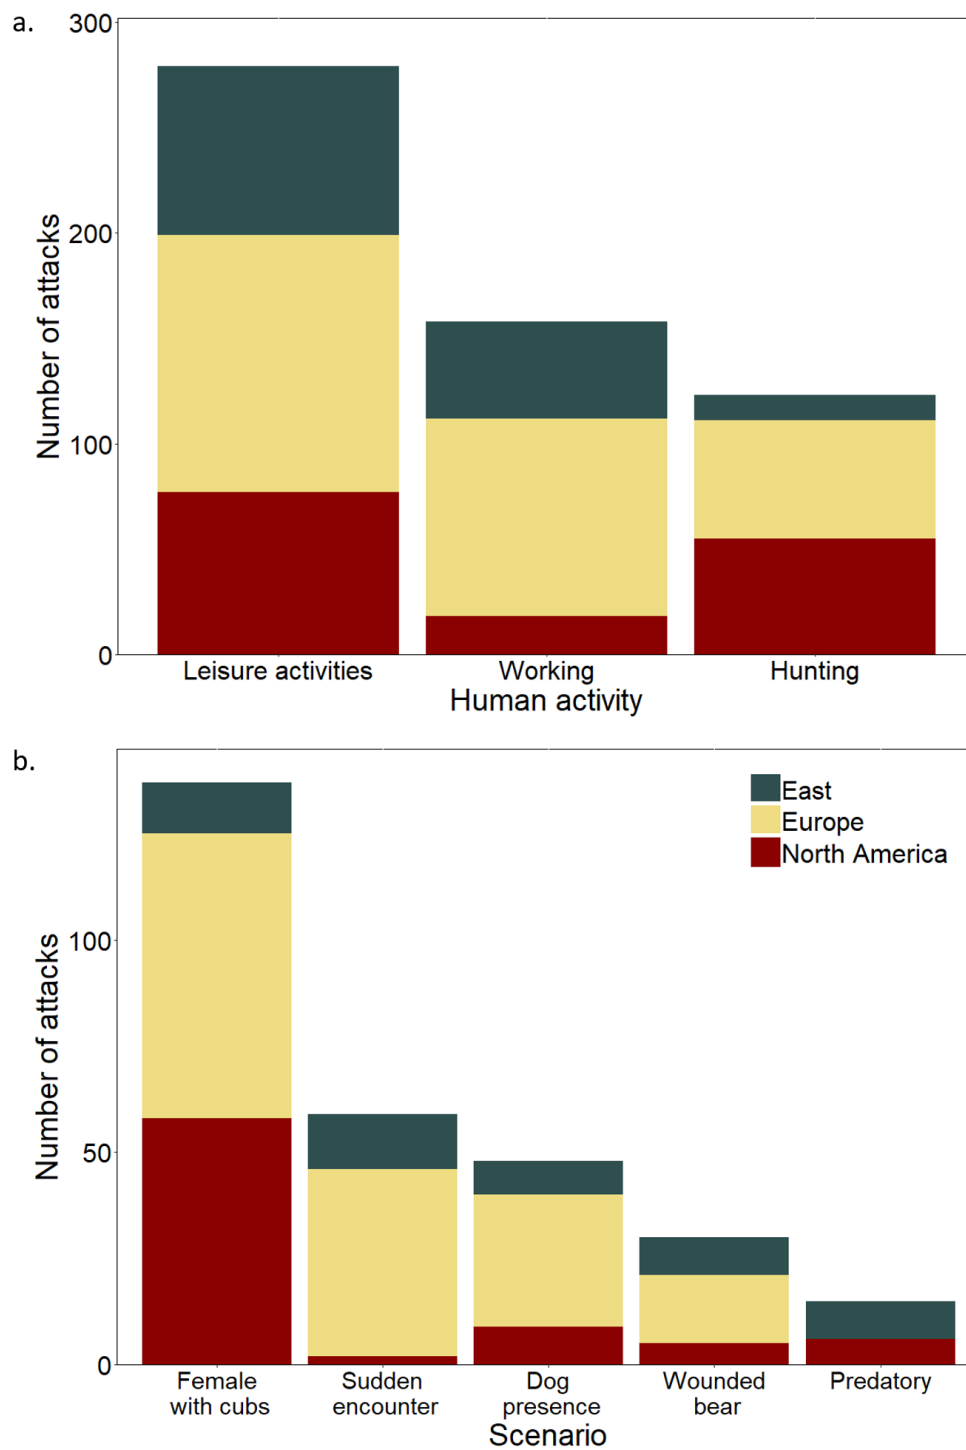 a.
300
200
100
0
Number of attacks
Leisure activities
Working
Hunting
Human activity
b.
East
Europe
North America
100
50
0
Number of attacks
Female
with cubs
Sudden
encounter
Dog
presence
Wounded
bear
Predatory
Scenario